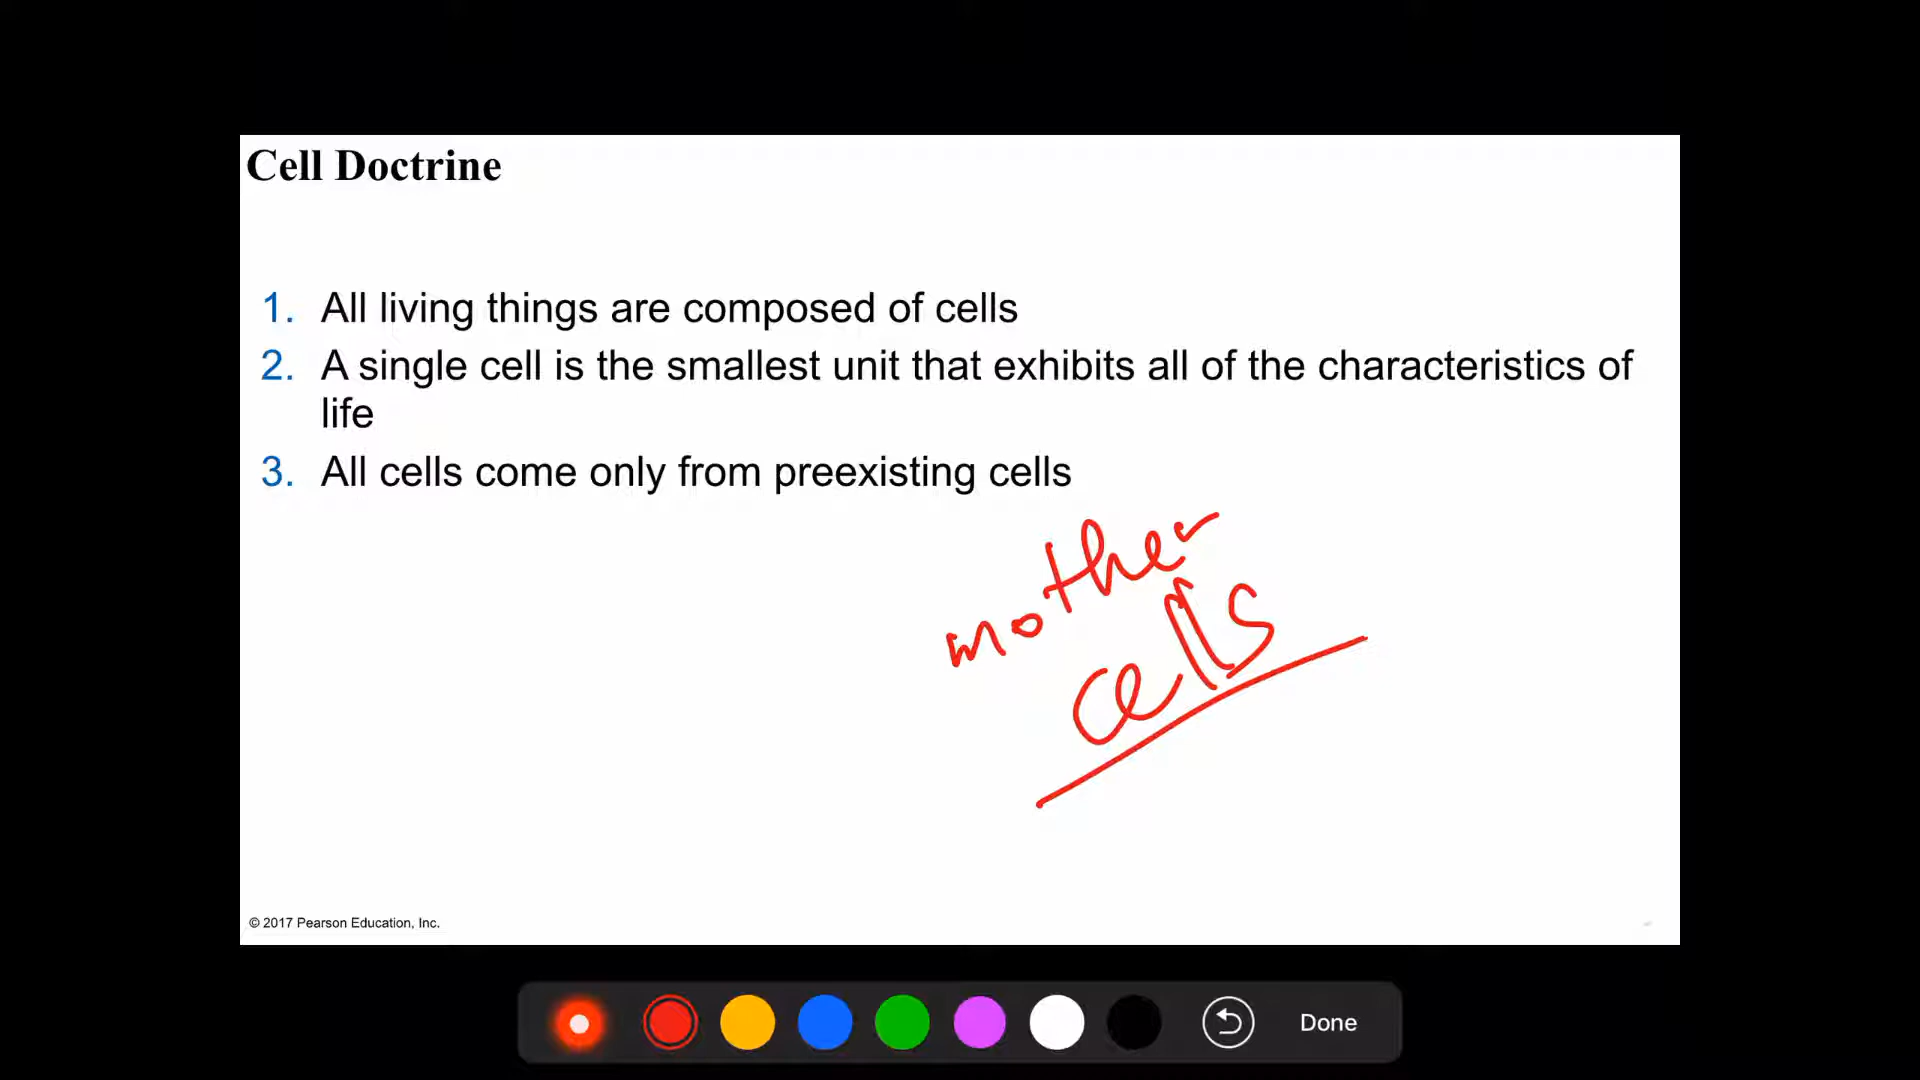 Cell Doctrine
1. All living things are composed of cells
2. A single cell is the smallest unit that exhibits all of the characteristics of
life
3. All cells come only from preexisting cells
mother
cells
© 2017 Pearson Education, Inc.
Done